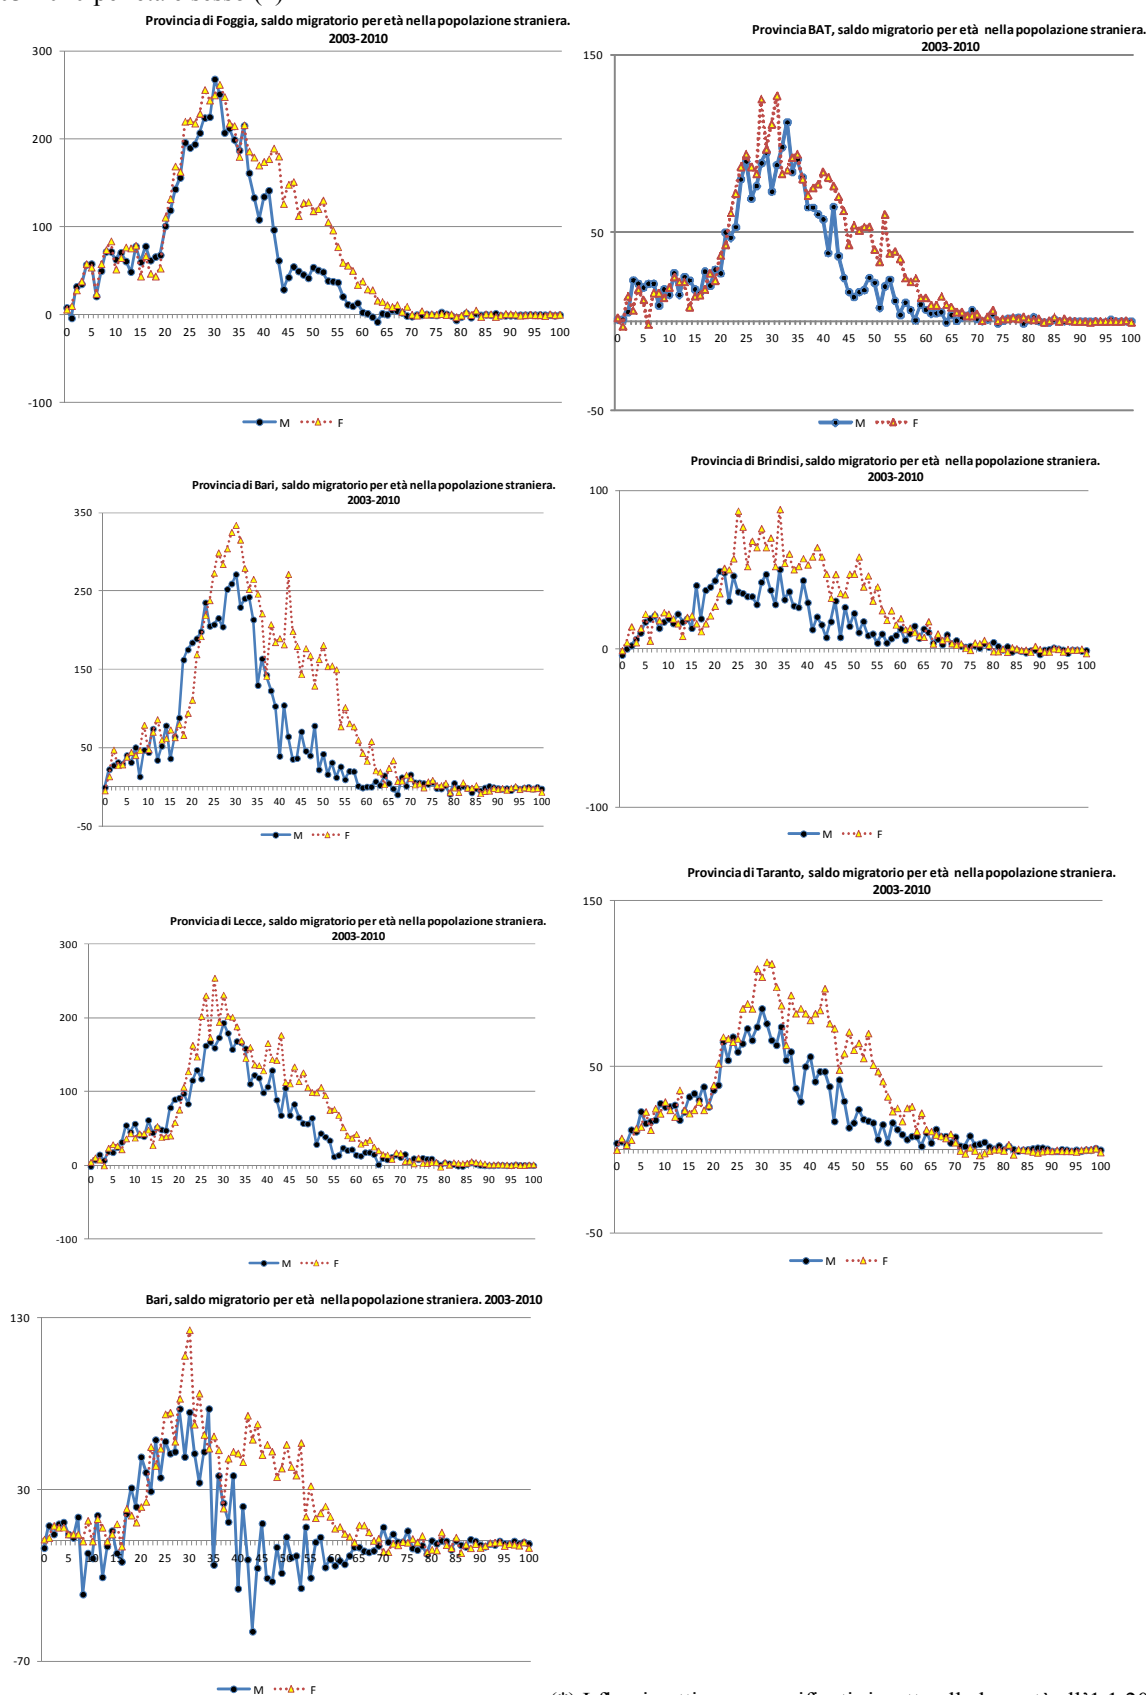 Provincia di Foggia, saldo migratorio per età nella popolazione straniera.
2003-2010
300
200
100
0
-100
0 5 10 15 20 25 30 35 40 45 50 55 60 65 70 75 80 85 90 95 100
M F
Provincia BAT, saldo migratorio per età nella popolazione straniera.
2003-2010
150
50
-50
0 5 10 15 20 25 30 35 40 45 50 55 60 65 70 75 80 85 90 95 100
M F
Provincia di Bari, saldo migratorio per età nella popolazione straniera.
2003-2010
350
250
150
50
-50
0 5 10 15 20 25 30 35 40 45 50 55 60 65 70 75 80 85 90 95 100
M F
Provincia di Brindisi, saldo migratorio per età nella popolazione straniera.
2003-2010
100
0
-100
0 5 10 15 20 25 30 35 40 45 50 55 60 65 70 75 80 85 90 95 100
M F
Pronvicia di Lecce, saldo migratorio per età nella popolazione straniera.
2003-2010
300
200
100
0
-100
0 5 10 15 20 25 30 35 40 45 50 55 60 65 70 75 80 85 90 95 100
M F
Provincia di Taranto, saldo migratorio per età nella popolazione straniera.
2003-2010
150
50
-50
0 5 10 15 20 25 30 35 40 45 50 55 60 65 70 75 80 85 90 95 100
M F
Bari, saldo migratorio per età nella popolazione straniera. 2003-2010
130
30
-70
0 5 10 15 20 25 30 35 40 45 50 55 60 65 70 75 80 85 90 95 100
M F